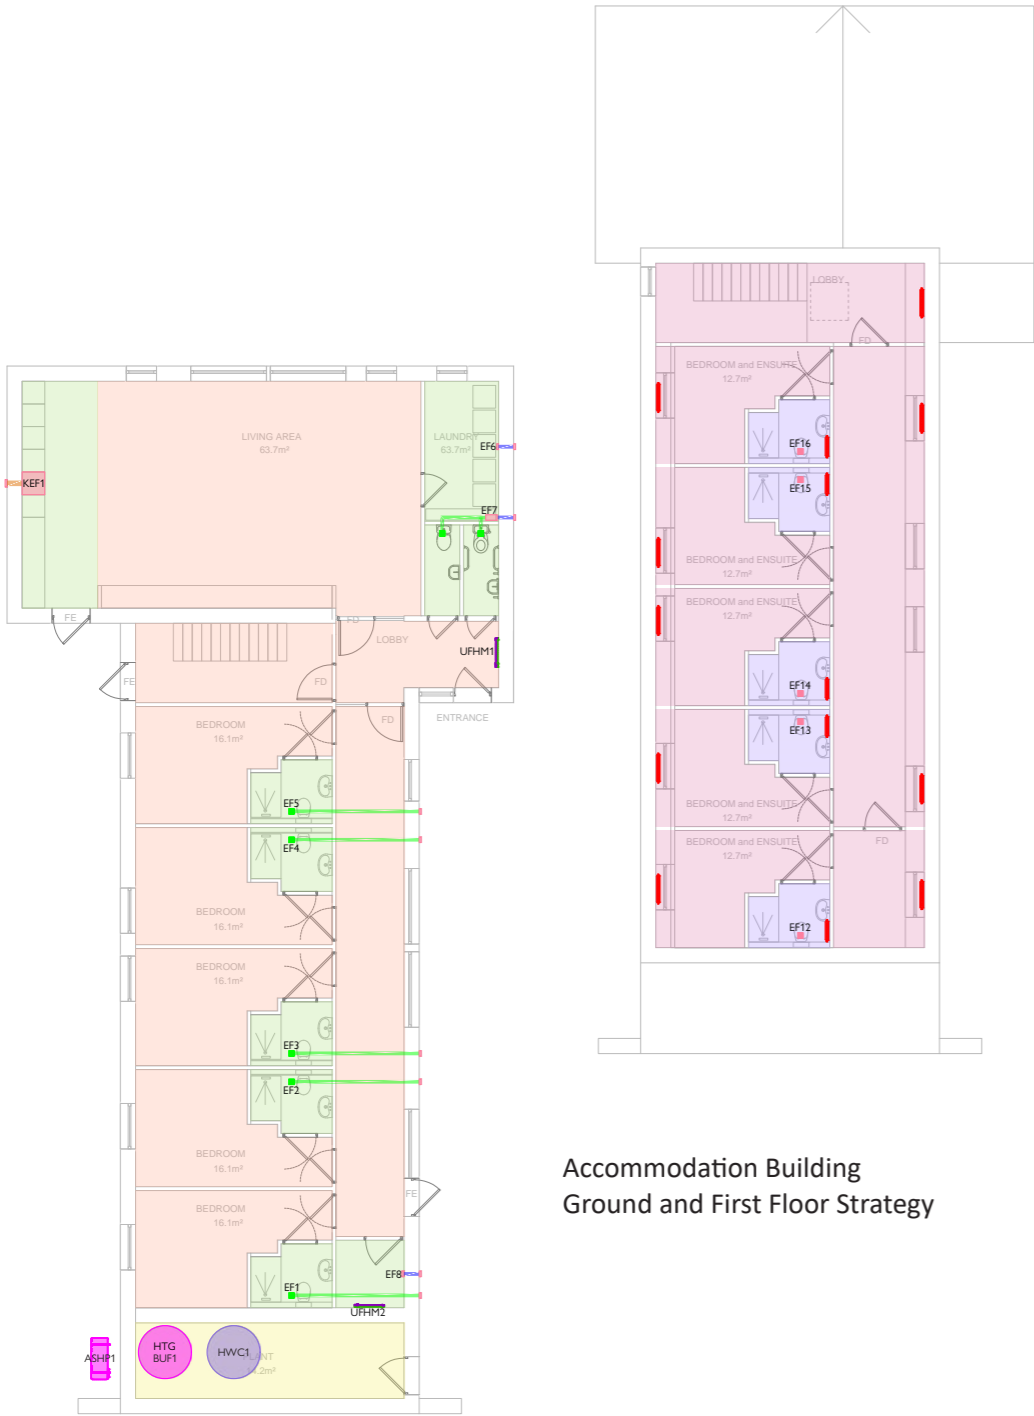 LOBBY
FD
BEDROOM and ENSUITE
12.7m²
EF16
EF15
BEDROOM and ENSUITE
12.7m²
BEDROOM and ENSUITE
12.7m²
EF14
EF13
BEDROOM and ENSUITE
12.7m²
BEDROOM and ENSUITE
12.7m²
FD
EF12
LIVING AREA
63.7m²
LAUNDRY
63.7m²
EF6
KEF1
EF7
FE
FD
LOBBY
UFHM1
FE
FD
BEDROOM
16.1m²
FD
ENTRANCE
EF5
EF4
BEDROOM
16.1m²
BEDROOM
16.1m²
EF3
EF2
BEDROOM
16.1m²
FE
BEDROOM
16.1m²
EF8
EF1
UFHM2
ASHP1
HTG
BUF1
HWC1
PLANT
Accommodation Building
Ground and First Floor Strategy